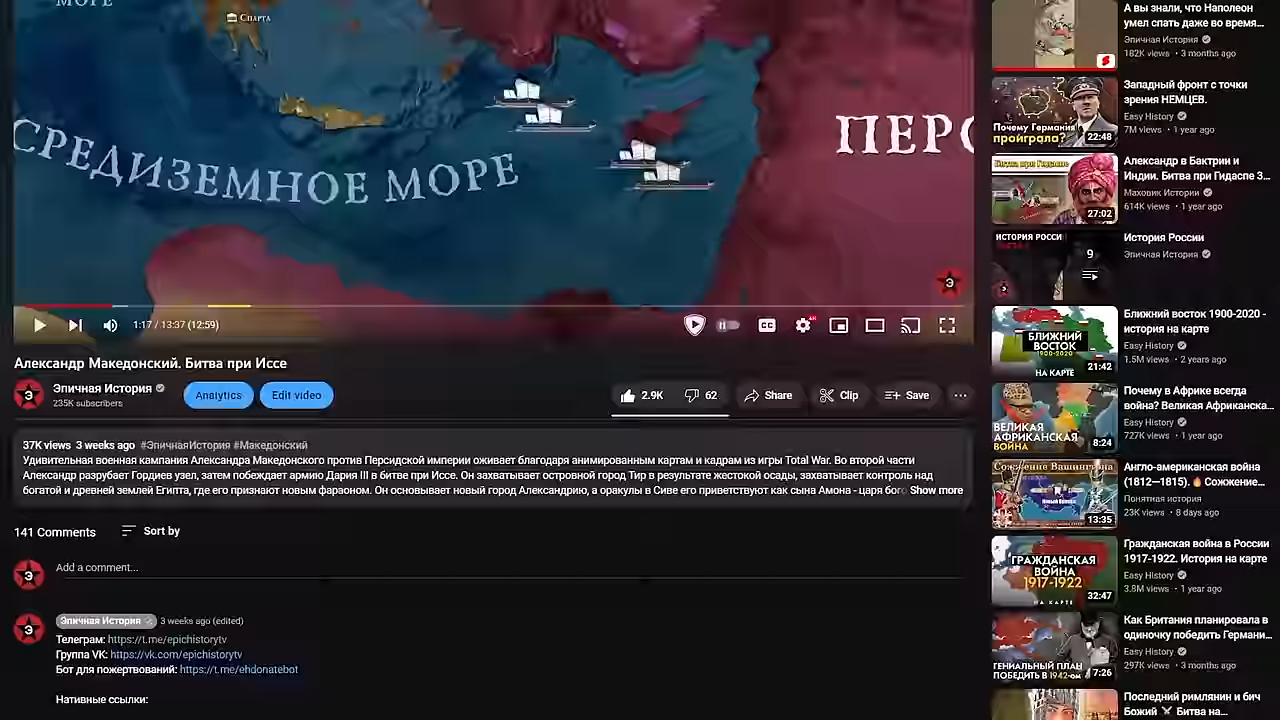 МОРЕ
Спарта
СРЕДИЗЕМНОЕ МОРЕ
ПЕРС
Э
1:17 / 13:37 (12:59)
CC
Александр Македонский. Битва при Иссе
Э
Эпичная История
235K subscribers
Analytics
Edit video
2.9K
62
Share
Clip
Save
37K views 3 weeks ago #ЭпичнаяИстория #Македонский
Удивительная военная кампания Александра Македонского против Персидской империи оживает благодаря анимированным картам и кадрам из игры Total War. Во второй части
Александр разрубает Гордиев узел, затем побеждает армию Дария III в битве при Иссе. Он захватывает островной город Тир в результате жестокой осады, захватывает контроль над
богатой и древней землей Египта, где его признают новым фараоном. Он основывает новый город Александрию, а оракулы в Сиве его приветствуют как сына Амона - царя бого Show more
141 Comments
Sort by
Э
Add a comment...
Э
Эпичная История
3 weeks ago (edited)
Телеграм: https://t.me/epichistorytv
Группа VK: https://vk.com/epichistorytv
Бот для пожертвований: https://t.me/ehdonatebot
Нативные ссылки:
А вы знали, что Наполеон
умел спать даже во время...
Эпичная История
182K views • 3 months ago
Почему Германия
проиграла?
22:48
Западный фронт с точки
зрения НЕМЦЕВ.
Easy History
7M views • 1 year ago
Битва при Гидаспе
27:02
Александр в Бактрии и
Индии. Битва при Гидаспе 3...
Маховик Истории
614K views • 1 year ago
ИСТОРИЯ РОССИ
9
История России
Эпичная История
БЛИЖНИЙ
ВОСТОК
1900-2020
НА КАРТЕ
21:42
Ближний восток 1900-2020 -
история на карте
Easy History
1.5M views • 2 years ago
ВЕЛИКАЯ
АФРИКАНСКАЯ
ВОЙНА
8:24
Почему в Африке всегда
война? Великая Африканска...
Easy History
727K views • 1 year ago
Сожжение Вашингтона
13:35
Англо-американская война
(1812—1815). 🔥 Сожжение...
Понятная история
23K views • 8 days ago
ГРАЖДАНСКАЯ
ВОЙНА
1917-1922
НА КАРТЕ
32:47
Гражданская война в России
1917-1922. История на карте
Easy History
3.8M views • 1 year ago
ГЕНИАЛЬНЫЙ ПЛАН
ПОБЕДИТЬ В 1942-ом
7:26
Как Британия планировала в
одиночку победить Германи...
Easy History
297K views • 3 months ago
Последний римлянин и бич
Божий ⚔ Битва на...